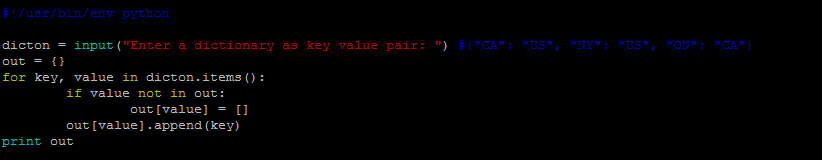 #!/usr/bin/env python
dicton = input("Enter a dictionary as key value pair: ") #{"CA": "US", "NY": "US", "ON": "CA"}
out = {}
for key, value in dicton.items():
        if value not in out:
                out[value] = []
        out[value].append(key)
print out